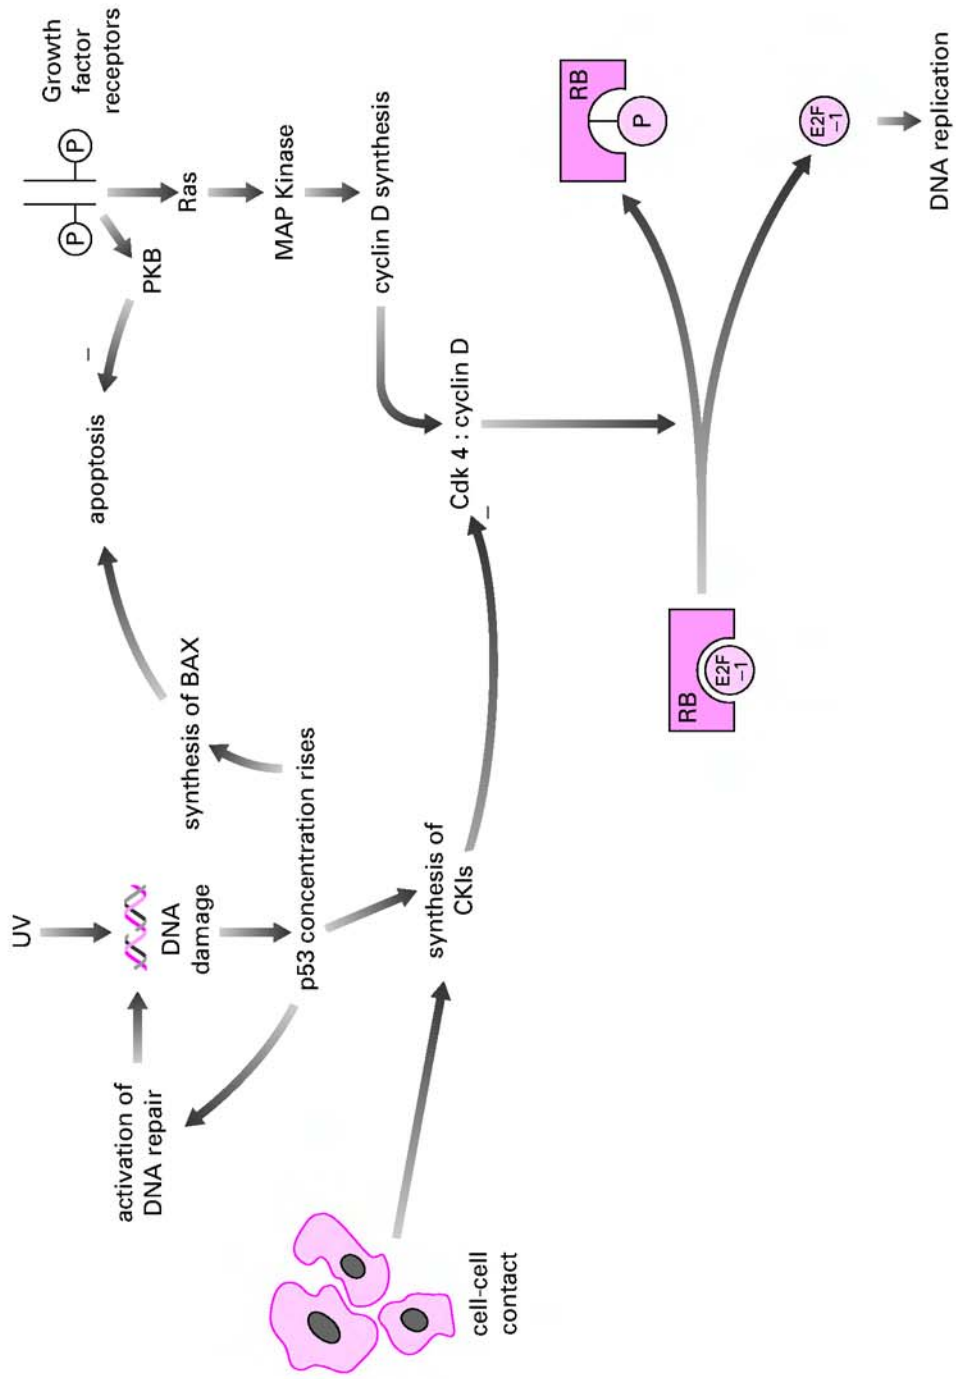 UV
DNA
damage
activation of
DNA repair
p53 concentration rises
synthesis of BAX
apoptosis
–
PKB
P
P
Growth
factor
receptors
Ras
MAP Kinase
cyclin D synthesis
Cdk 4 : cyclin D
–
synthesis of
CKIs
cell-cell
contact
RB
E2F
–1
RB
P
E2F
–1
DNA replication